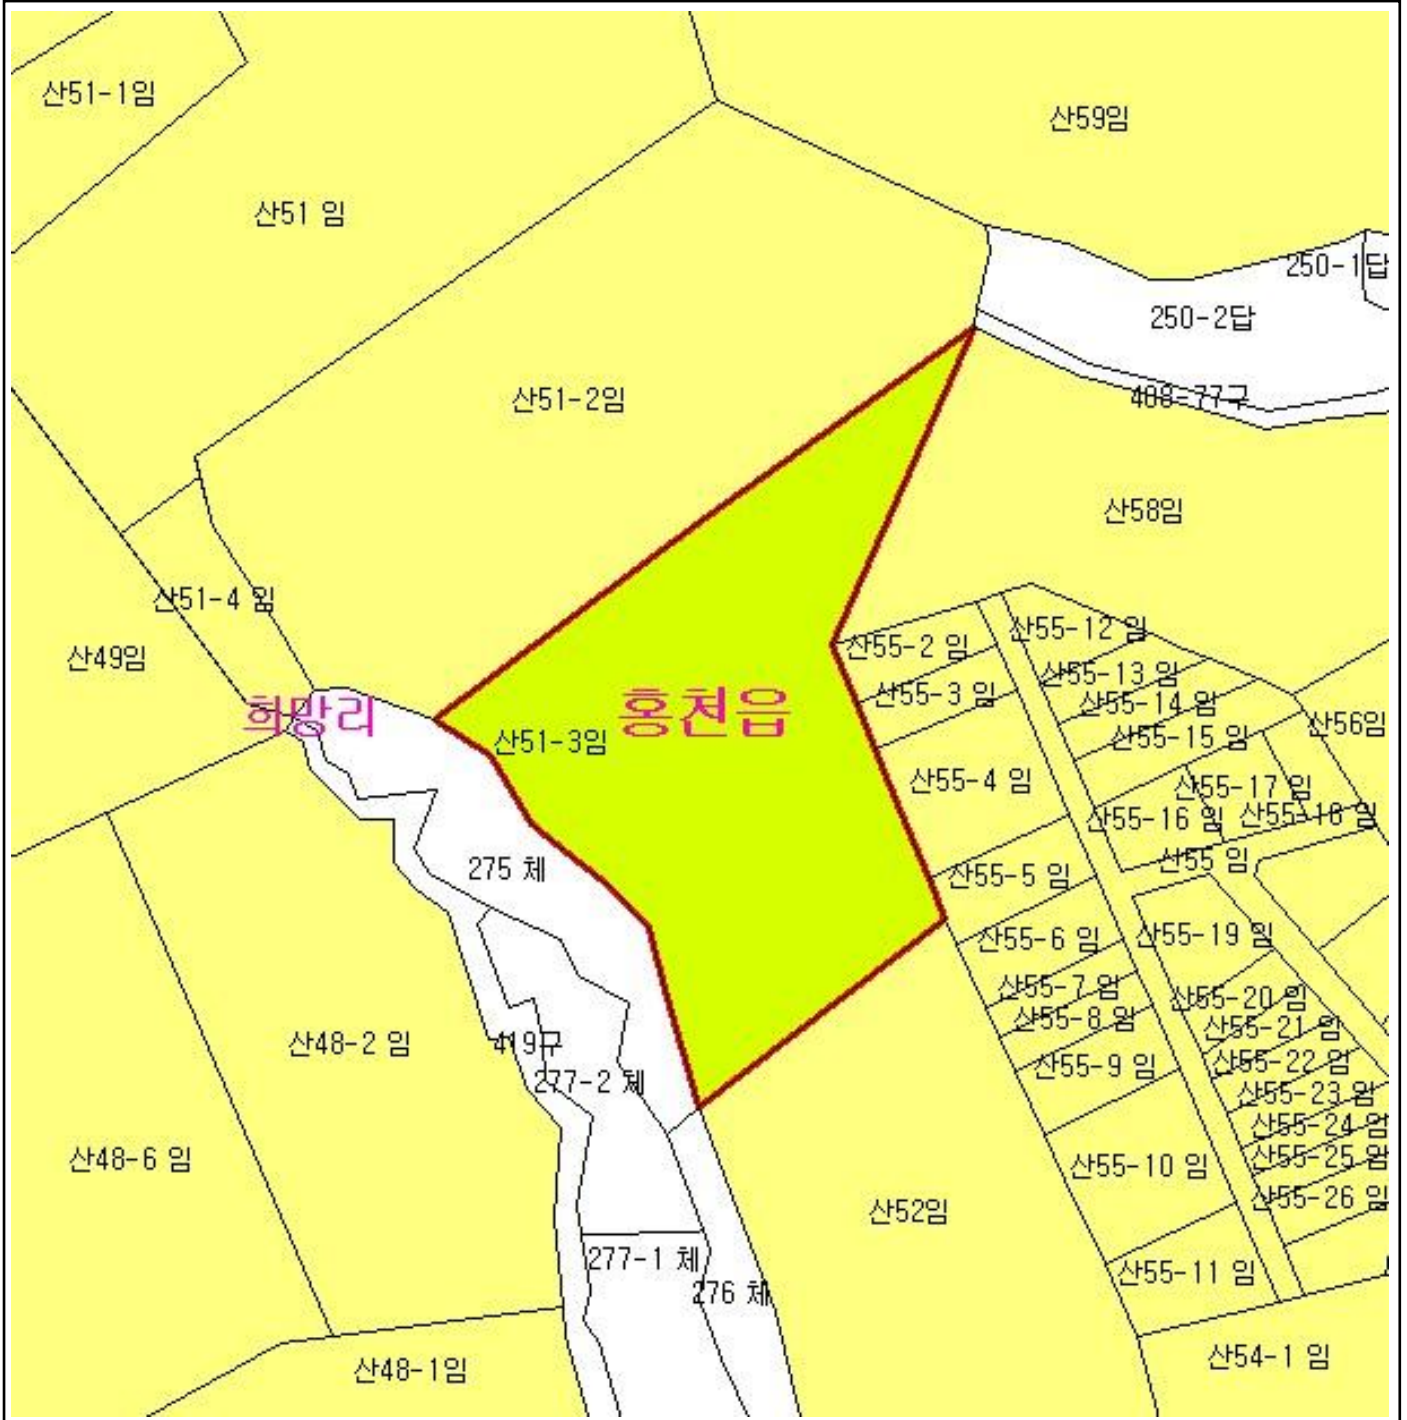 산51-1임
산59임
산51 임
250-1답
250-2답
산51-2임
408-77구
산58임
산51-4 임
산55-12 임
산55-2 임
산49임
산55-13 임
산55-3 임
산55-14 임
희망리
홍천읍
산56임
산51-3임
산55-15 임
산55-4 임
산55-17 임
산55-16 임
산55-18 임
275 체
산55 임
산55-5 임
산55-6 임
산55-19 임
산55-7 임
산55-20 임
산55-8 임
산55-21 임
산48-2 임
419구
산55-9 임
산55-22 임
277-2 체
산55-23 임
산55-24 임
산48-6 임
산55-10 임
산55-25 임
산55-26 임
산52임
277-1 체
산55-11 임
276 체
산48-1임
산54-1 임